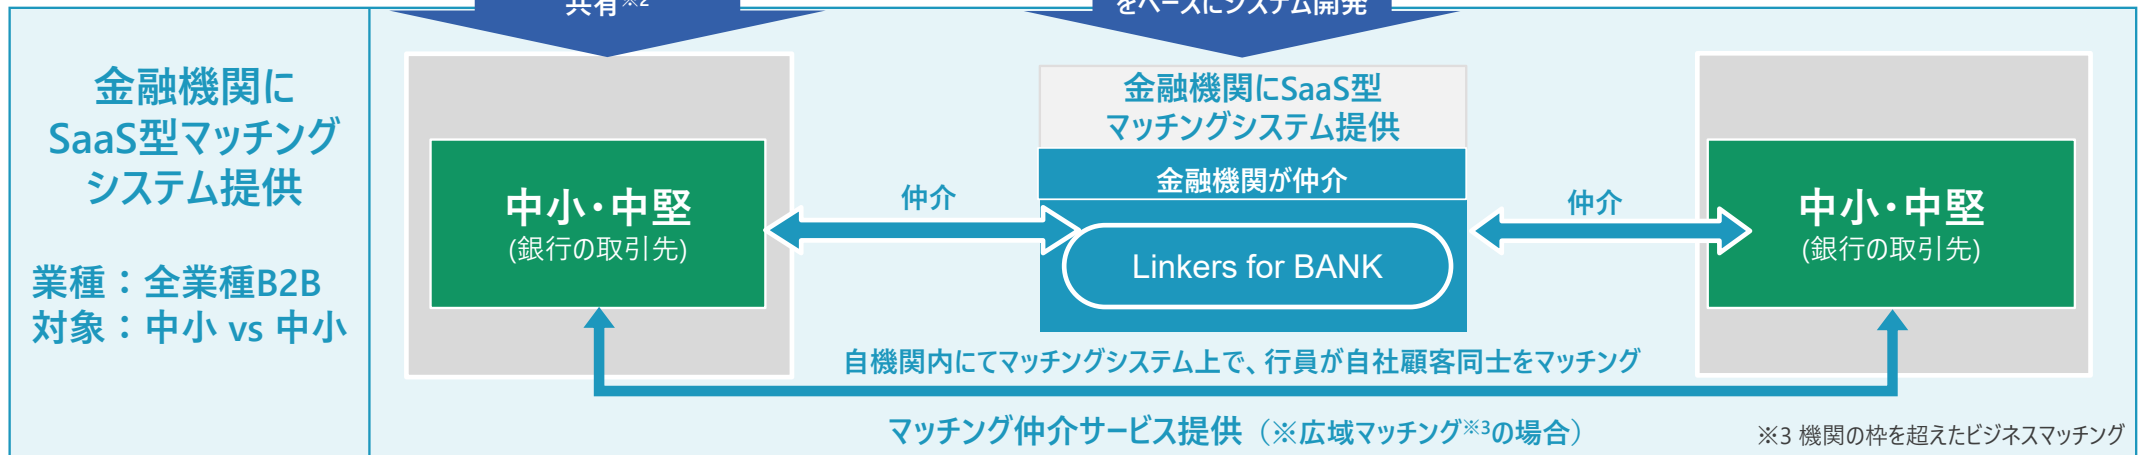 共有※2
をベースにシステム開発
金融機関に
SaaS型マッチング
システム提供
業種：全業種B2B
対象：中小 vs 中小
中小・中堅
(銀行の取引先)
仲介
金融機関にSaaS型
マッチングシステム提供
金融機関が仲介
Linkers for BANK
仲介
中小・中堅
(銀行の取引先)
自機関内にてマッチングシステム上で、行員が自社顧客同士をマッチング
マッチング仲介サービス提供（※広域マッチング※3の場合）
※3 機関の枠を超えたビジネスマッチング